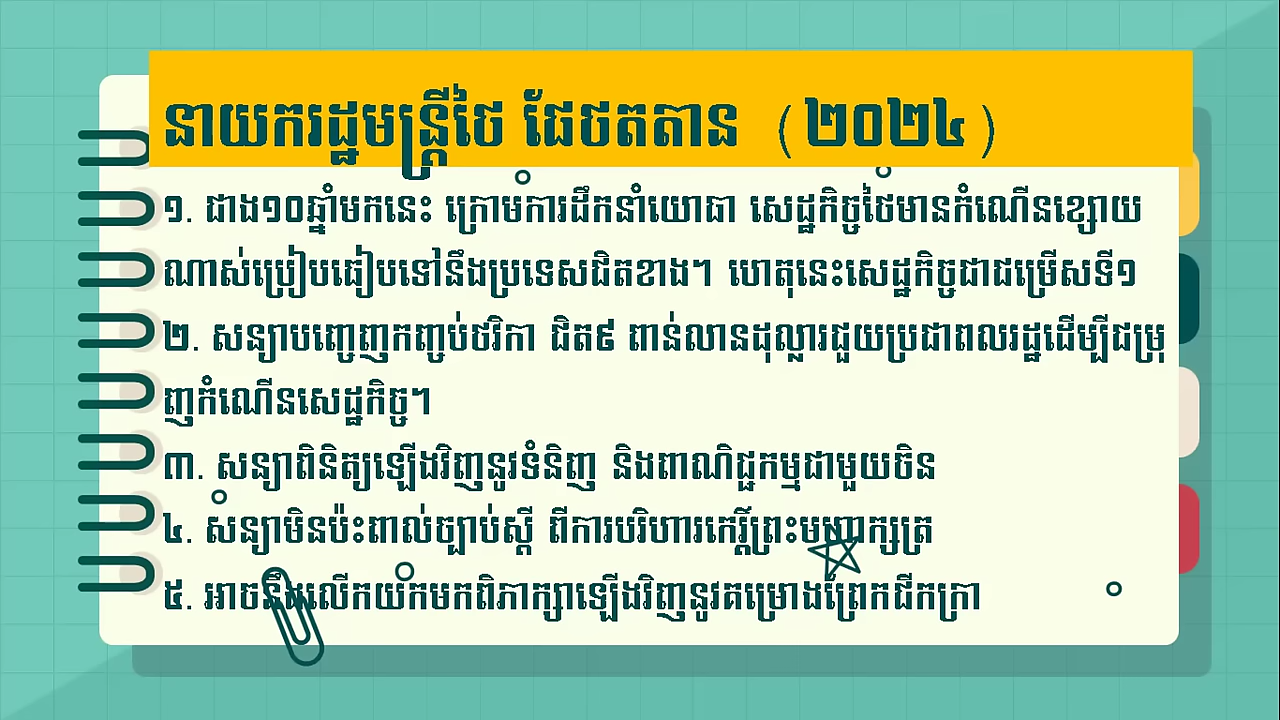 នាយករដ្ឋមន្ត្រីថៃ ផែថតតាន (២០២៤)
១. ជាង១០ឆ្នាំមកនេះ ក្រោមការដឹកនាំយោធា សេដ្ឋកិច្ចថៃមានកំណើនខ្សោយ
ណាស់ប្រៀបធៀបទៅនឹងប្រទេសជិតខាង។ ហេតុនេះសេដ្ឋកិច្ចជាជម្រើសទី១
២. សន្យាបញ្ចេញកញ្ចប់ថវិកា ជិត៩ ពាន់លានដុល្លារជួយប្រជាពលរដ្ឋដើម្បីជម្រុ
ញកំណើនសេដ្ឋកិច្ច។
៣. សន្យាពិនិត្យឡើងវិញនូវទំនិញ និងពាណិជ្ជកម្មជាមួយចិន
៤. សន្យាមិនប៉ះពាល់ច្បាប់ស្តី ពីការបរិហារកេរ្តិ៍ព្រះមហាក្សត្រ
៥. អាចនឹងលើកយកមកពិភាក្សាឡើងវិញនូវគម្រោងព្រែកជីកក្រា